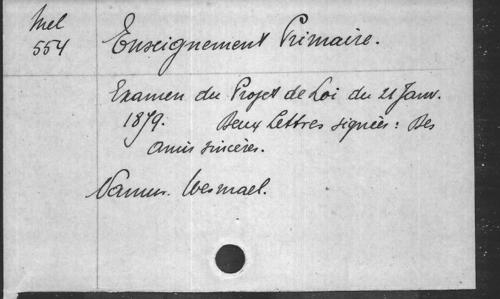 Mel
554
Enseignement Primaire.
Examen du Projet de Loi du 21 Janv.
1879. Deux Lettres signées: Des
amis sincères.
Namur. Wesmael.